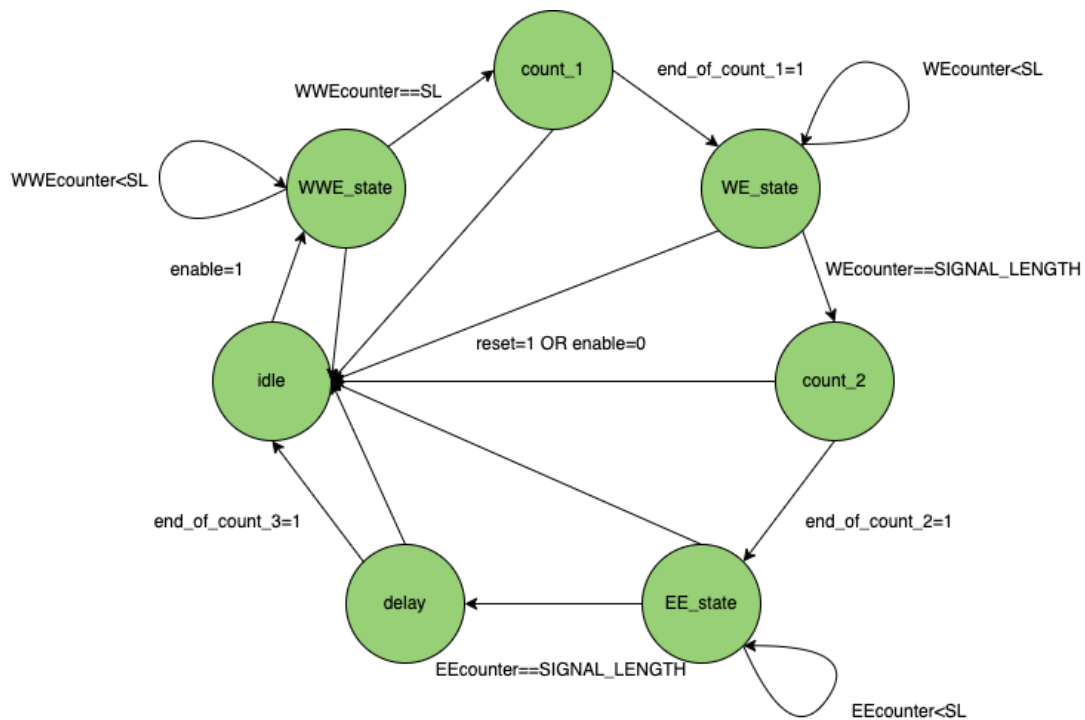 count_1
end_of_count_1=1
WEcounter<SL
WWEcounter==SL
WWEcounter<SL
WWE_state
WE_state
enable=1
WEcounter==SIGNAL_LENGTH
reset=1 OR enable=0
idle
count_2
end_of_count_3=1
end_of_count_2=1
delay
EE_state
EEcounter==SIGNAL_LENGTH
EEcounter<SL